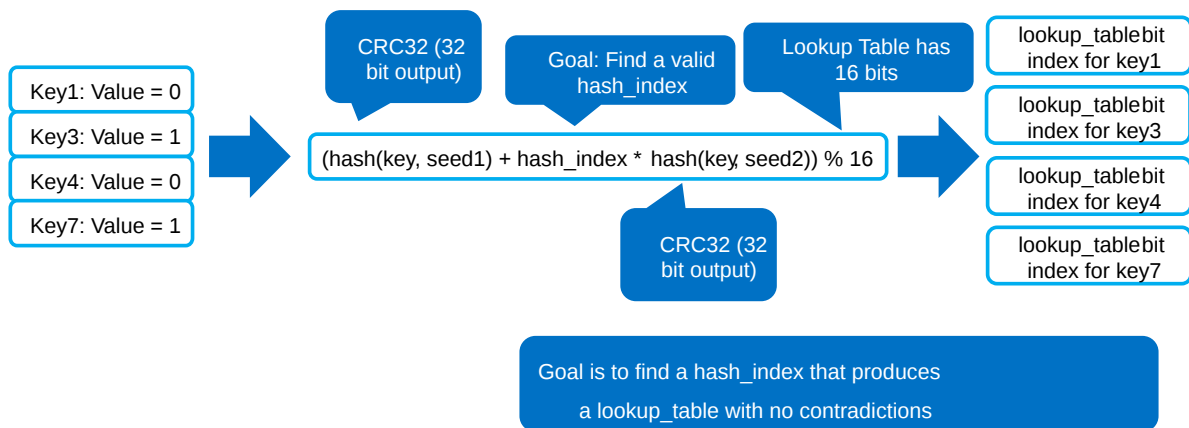 Key1: Value = 0
Key3: Value = 1
Key4: Value = 0
Key7: Value = 1
CRC32 (32
bit output)
Goal: Find a valid
hash_index
Lookup Table has
16 bits
(hash(key, seed1) + hash_index * hash(key, seed2)) % 16
CRC32 (32
bit output)
lookup_tablebit
index for key1
lookup_tablebit
index for key3
lookup_tablebit
index for key4
lookup_tablebit
index for key7
Goal is to find a hash_index that produces
a lookup_table with no contradictions